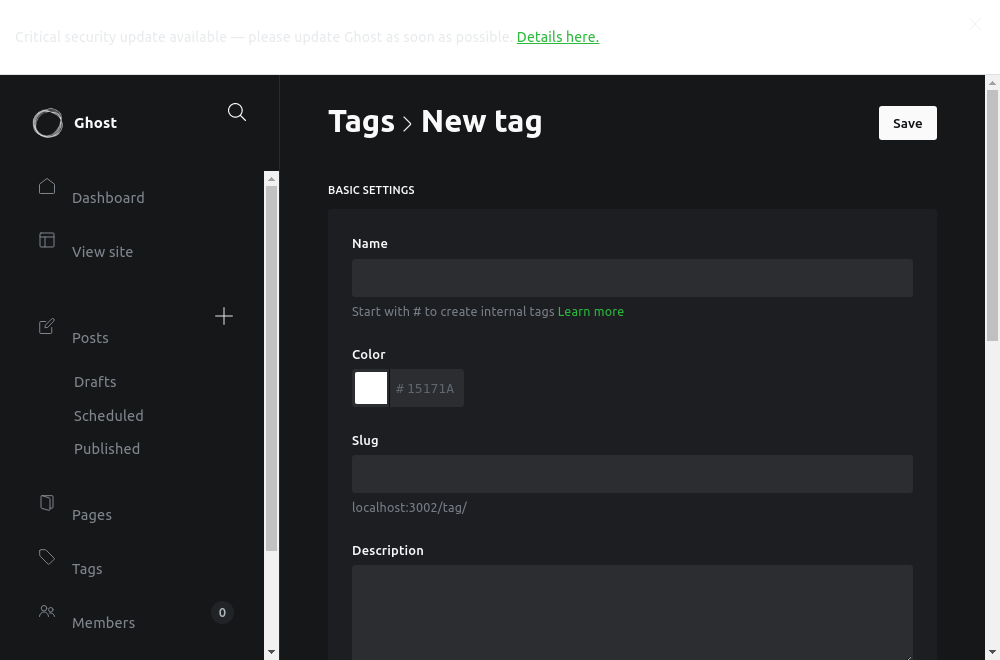 Critical security update available — please update Ghost as soon as possible. Details here.
Ghost
Dashboard
View site
Posts
Drafts
Scheduled
Published
Pages
Tags
Members
0
Tags
New tag
Save
BASIC SETTINGS
Name
Start with # to create internal tags Learn more
Color
# 15171A
Slug
localhost:3002/tag/
Description